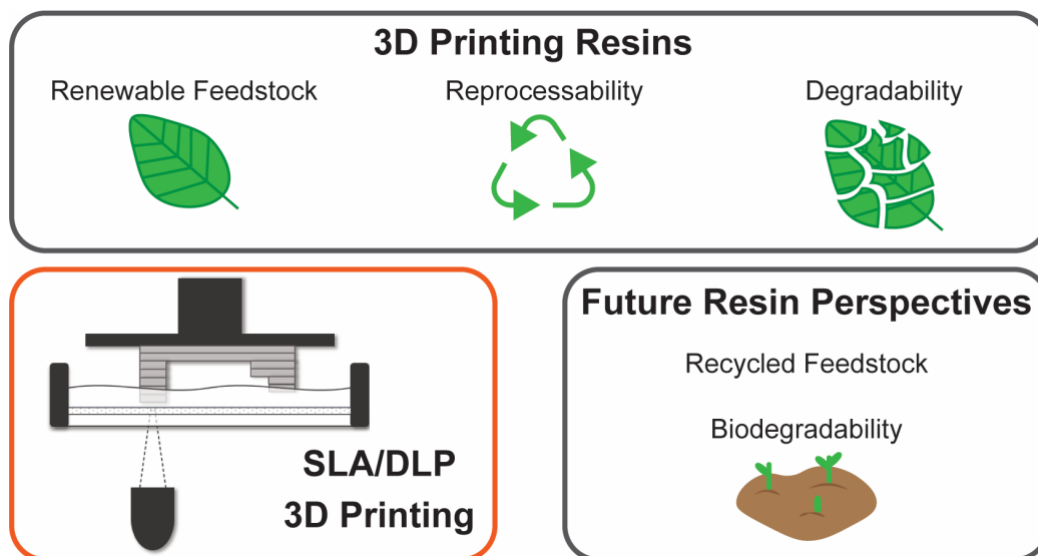 3D Printing Resins
Renewable Feedstock
Reprocessability
Degradability
SLA/DLP
3D Printing
Future Resin Perspectives
Recycled Feedstock
Biodegradability